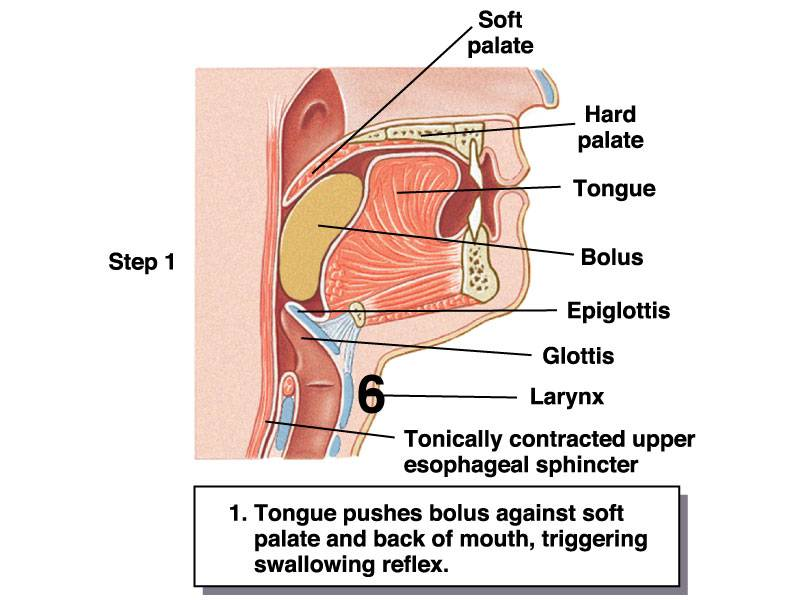 Soft
palate
Hard
palate
Tongue
Bolus
Step 1
Epiglottis
Glottis
6
Larynx
Tonically contracted upper
esophageal sphincter
1. Tongue pushes bolus against soft
palate and back of mouth, triggering
swallowing reflex.